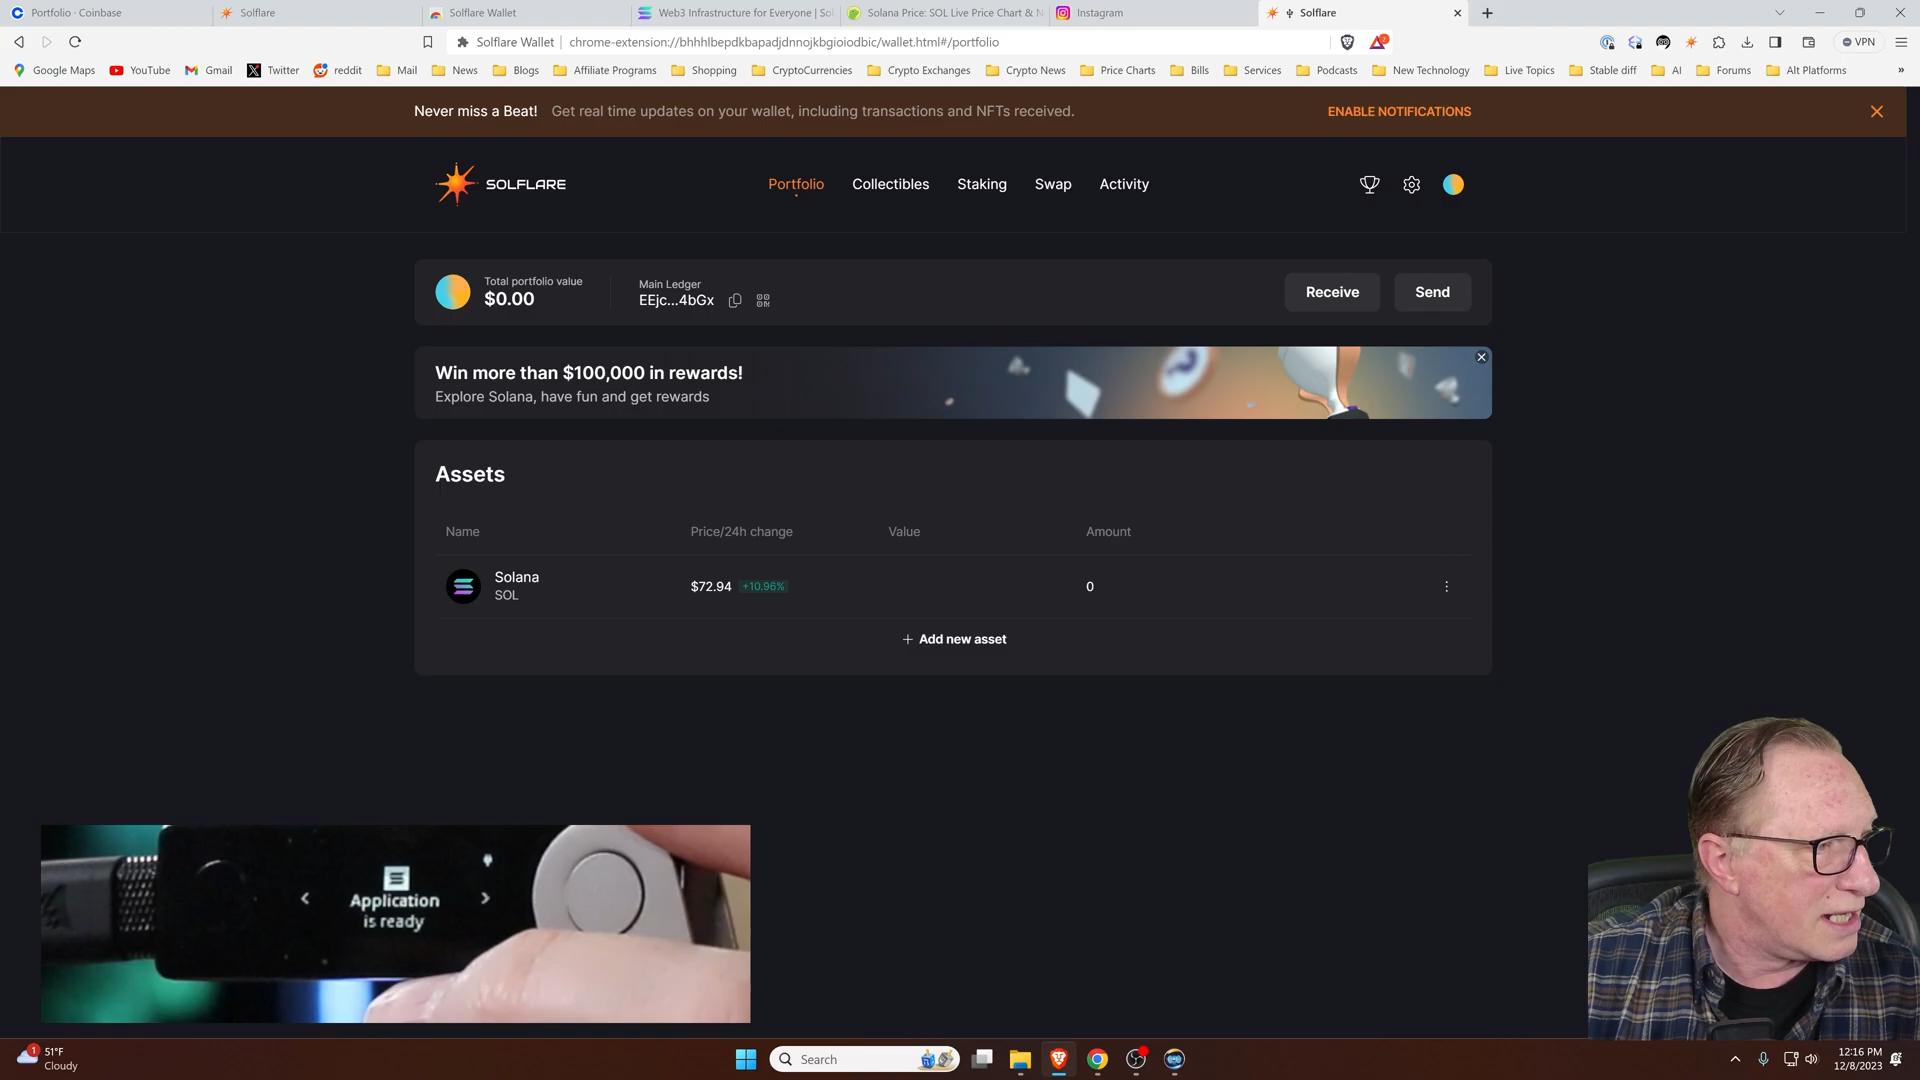 Portfolio · Coinbase
Solflare
Solflare Wallet
Web3 Infrastructure for Everyone | Sol
Solana Price: SOL Live Price Chart & N
Instagram
Solflare
Solflare Wallet
chrome-extension://bhhhlbepdkbapadjdnnojkbgioiodbic/wallet.html#/portfolio
2
VPN
Google Maps
YouTube
Gmail
Twitter
reddit
Mail
News
Blogs
Affiliate Programs
Shopping
CryptoCurrencies
Crypto Exchanges
Crypto News
Price Charts
Bills
Services
Podcasts
New Technology
Live Topics
Stable diff
AI
Forums
Alt Platforms
»
Never miss a Beat! Get real time updates on your wallet, including transactions and NFTs received.
ENABLE NOTIFICATIONS
SOLFLARE
Portfolio
Collectibles
Staking
Swap
Activity
Total portfolio value
$0.00
Main Ledger
EEjc...4bGx
Receive
Send
Win more than $100,000 in rewards!
Explore Solana, have fun and get rewards
Assets
Name
Price/24h change
Value
Amount
Solana
SOL
$72.94 +10.96%
0
+ Add new asset
Application
is ready
1
51°F
Cloudy
Search
12:16 PM
12/8/2023